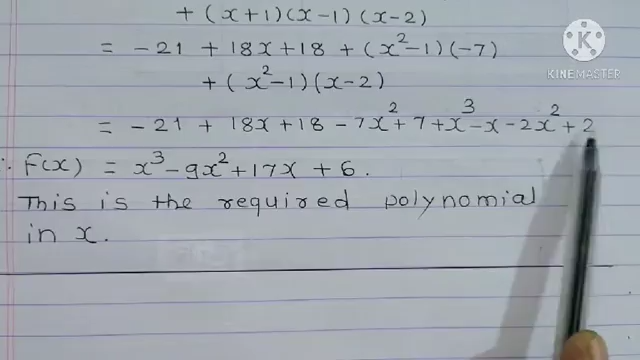 + (x+1)(x-1)(x-2)
= -21 + 18x + 18 + (x²-1)(-7)
+ (x²-1)(x-2)
= -21 + 18x + 18 - 7x² + 7 + x³ - x - 2x² + 2
∴ F(x) = x³ - 9x² + 17x + 6.
This is the required polynomial
in x.
K
KINEMASTER